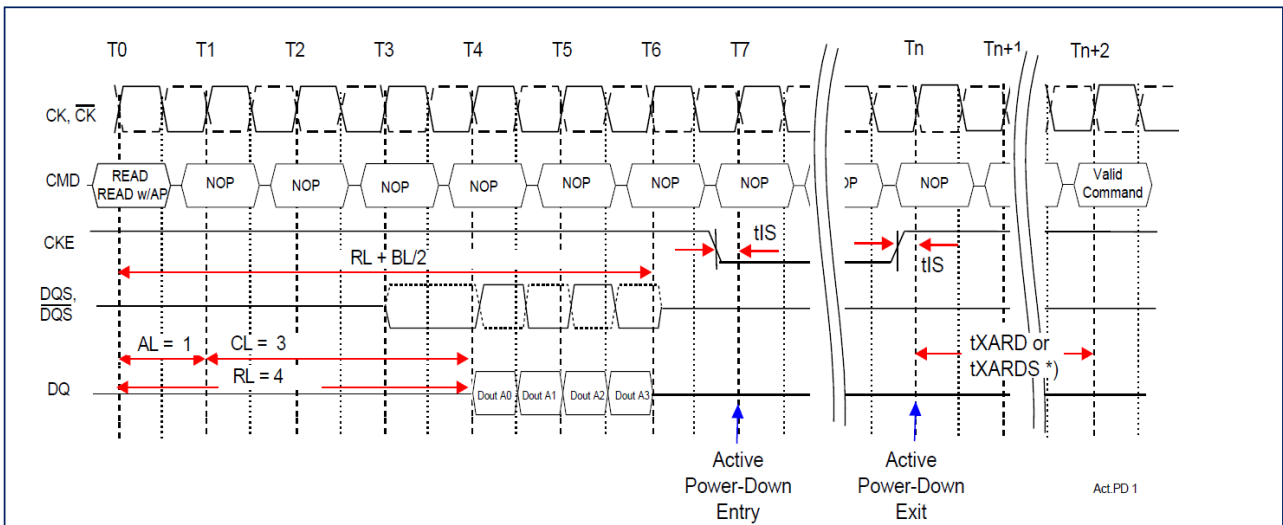 T0 T1 T2 T3 T4 T5 T6 T7 Tn Tn+1 Tn+2
CK, CK
CMD READ READ w/AP NOP NOP NOP NOP NOP NOP NOP OP NOP Valid Command
CKE tIS tIS
RL + BL/2
DQS, DQS
AL = 1 CL = 3 tXARD or tXARDS *)
RL = 4
DQ Dout A0 Dout A1 Dout A2 Dout A3
Active Power-Down Entry
Active Power-Down Exit
Act.PD 1